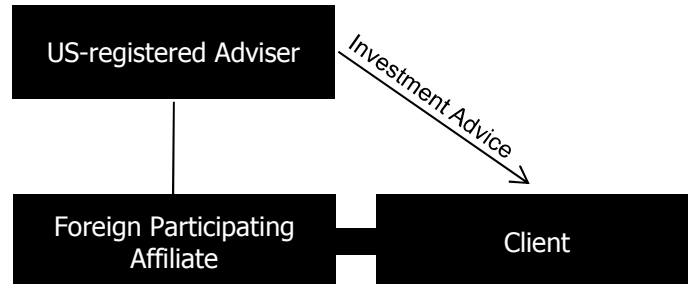 US-registered Adviser
Investment Advice
Foreign Participating
Affiliate
Client